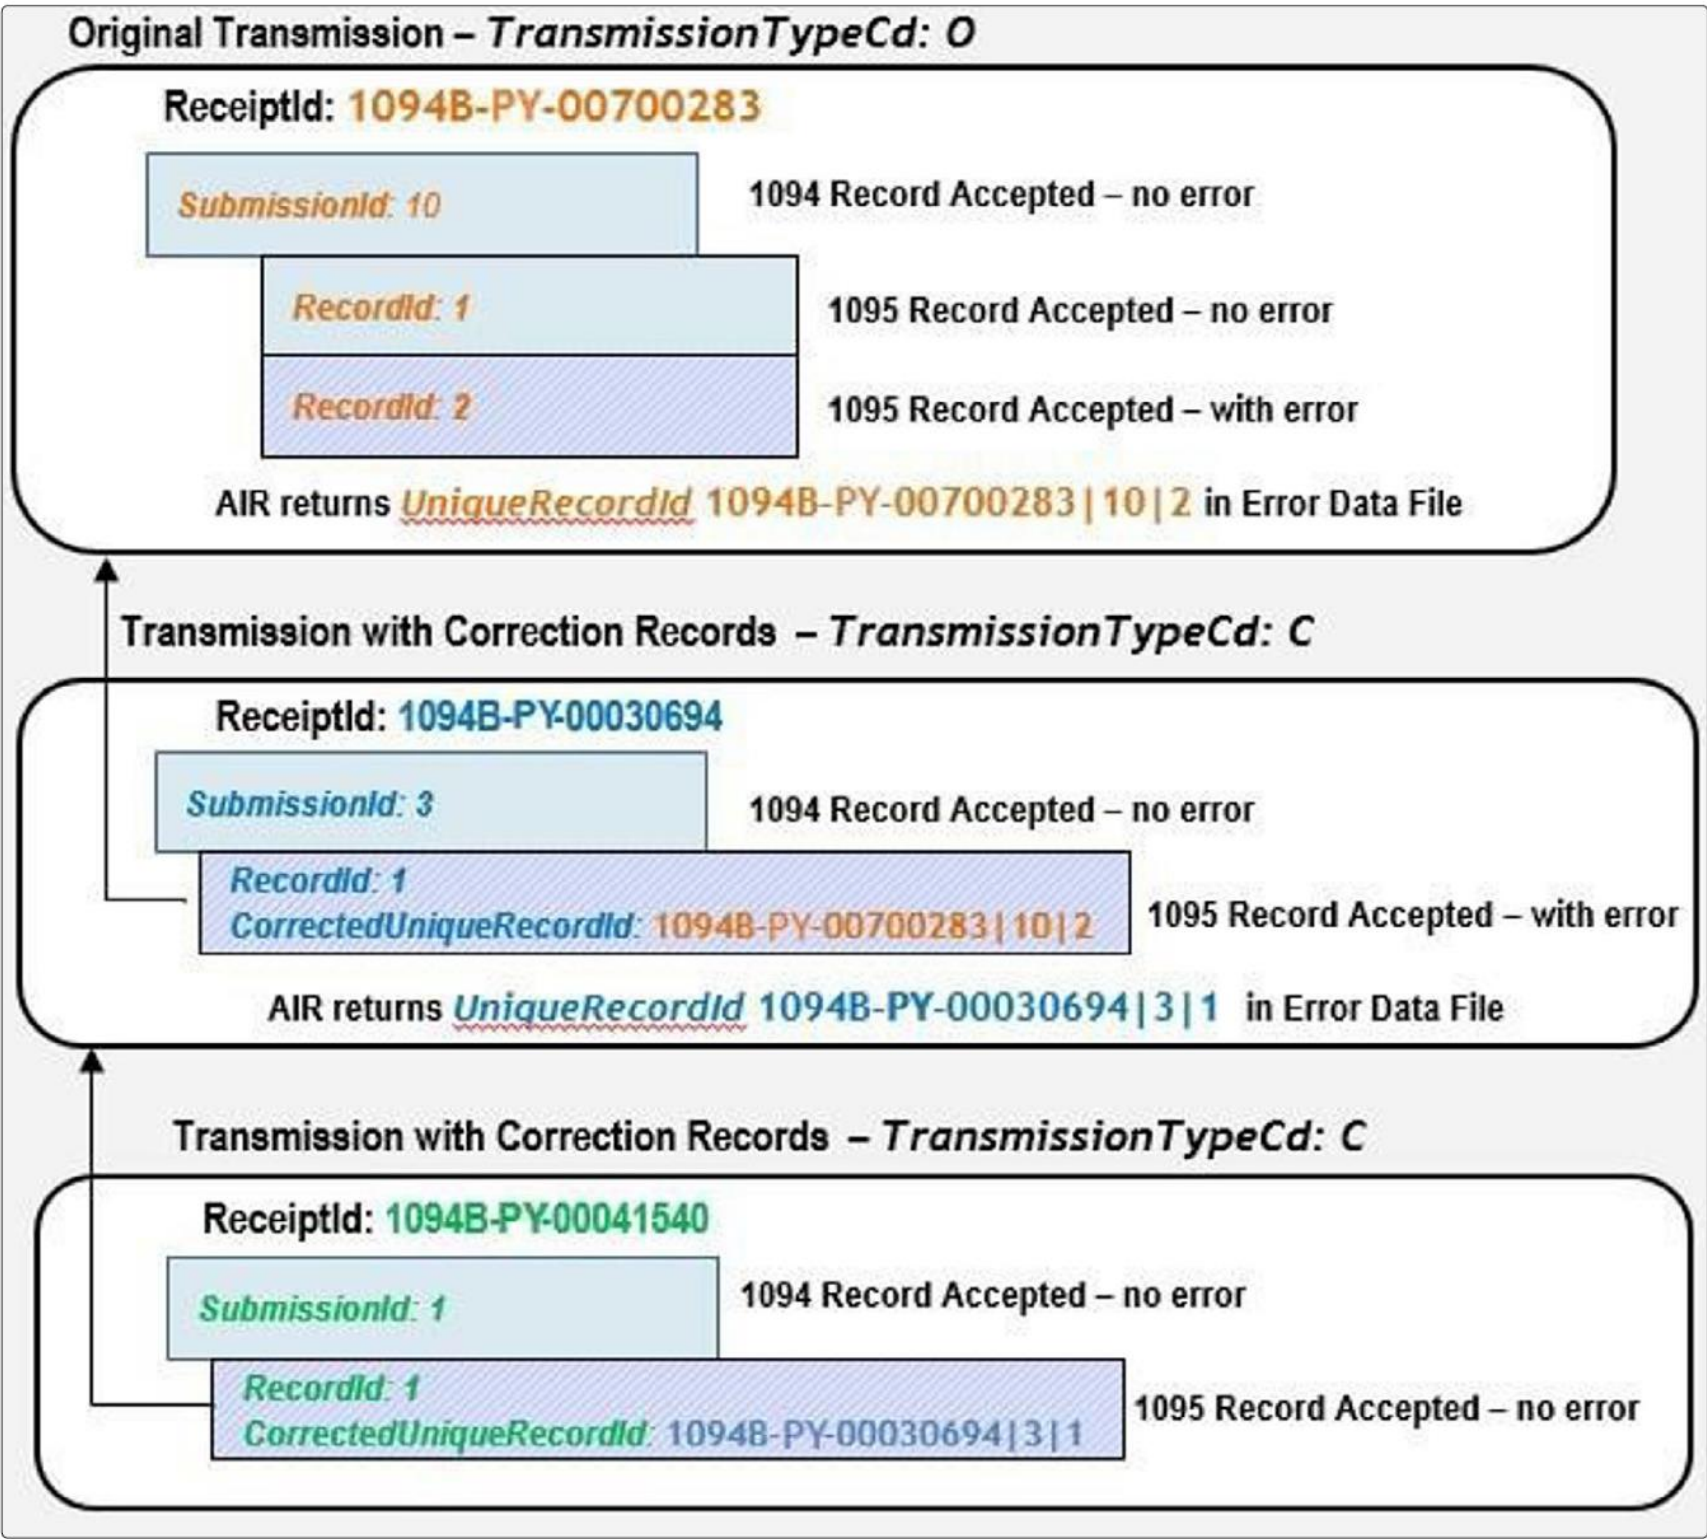 Original Transmission – TransmissionTypeCd: O
ReceiptId: 1094B-PY-00700283
SubmissionId: 10
1094 Record Accepted – no error
RecordId: 1
1095 Record Accepted – no error
RecordId: 2
1095 Record Accepted – with error
AIR returns UniqueRecordId 1094B-PY-00700283|10|2 in Error Data File
Transmission with Correction Records – TransmissionTypeCd: C
ReceiptId: 1094B-PY-00030694
SubmissionId: 3
1094 Record Accepted – no error
RecordId: 1
CorrectedUniqueRecordId: 1094B-PY-00700283|10|2
1095 Record Accepted – with error
AIR returns UniqueRecordId 1094B-PY-00030694|3|1 in Error Data File
Transmission with Correction Records – TransmissionTypeCd: C
ReceiptId: 1094B-PY-00041540
SubmissionId: 1
1094 Record Accepted – no error
RecordId: 1
CorrectedUniqueRecordId: 1094B-PY-00030694|3|1
1095 Record Accepted – no error